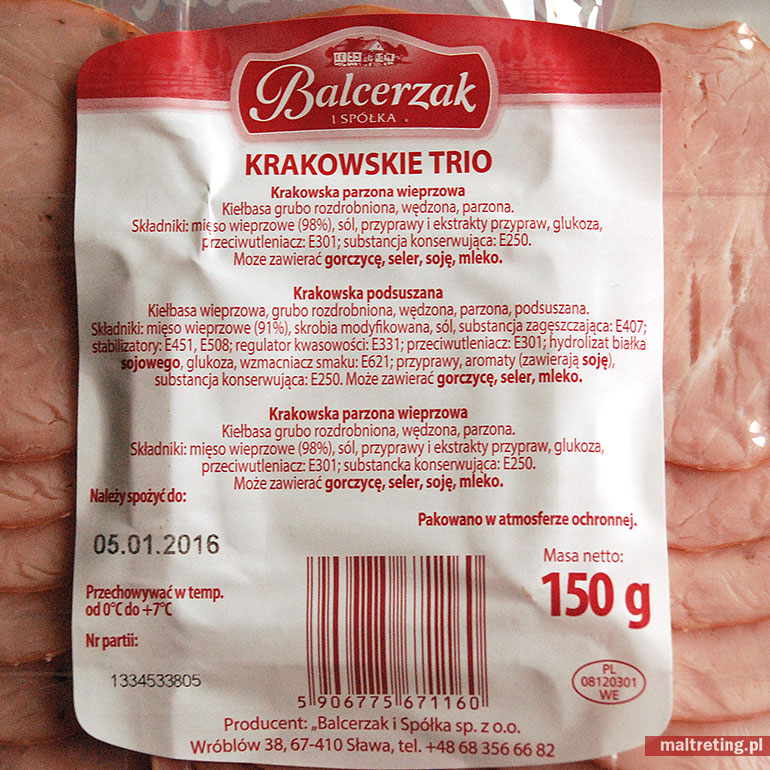 Balcerzak
I SPÓŁKA
KRAKOWSKIE TRIO
Krakowska parzona wieprzowa
Kiełbasa grubo rozdrobniona, wędzona, parzona.
Składniki: mięso wieprzowe (98%), sól, przyprawy i ekstrakty przypraw, glukoza,
przeciwutleniacz: E301; substancja konserwująca: E250.
Może zawierać gorczycę, seler, soję, mleko.
Krakowska podsuszana
Kiełbasa wieprzowa, grubo rozdrobniona, wędzona, parzona, podsuszana.
Składniki: mięso wieprzowe (91%), skrobia modyfikowana, sól, substancja zagęszczająca: E407;
stabilizatory: E451, E508; regulator kwasowości: E331; przeciwutleniacz: E301; hydrolizat białka
sojowego, glukoza, wzmacniacz smaku: E621; przyprawy, aromaty (zawierają soję),
substancja konserwująca: E250. Może zawierać gorczycę, seler, mleko.
Krakowska parzona wieprzowa
Kiełbasa grubo rozdrobniona, wędzona, parzona.
Składniki: mięso wieprzowe (98%), sól, przyprawy i ekstrakty przypraw, glukoza,
przeciwutleniacz: E301; substancka konserwująca: E250.
Może zawierać gorczycę, seler, soję, mleko.
Należy spożyć do:
Pakowano w atmosferze ochronnej.
05.01.2016
Masa netto:
150 g
Przechowywać w temp.
od 0°C do +7°C
Nr partii:
1334533805
PL
08120301
WE
5 906775 671160
Producent: „Balcerzak i Spółka sp. z o.o.
Wróblów 38, 67-410 Sława, tel. +48 68 356 66 82
maltreting.pl